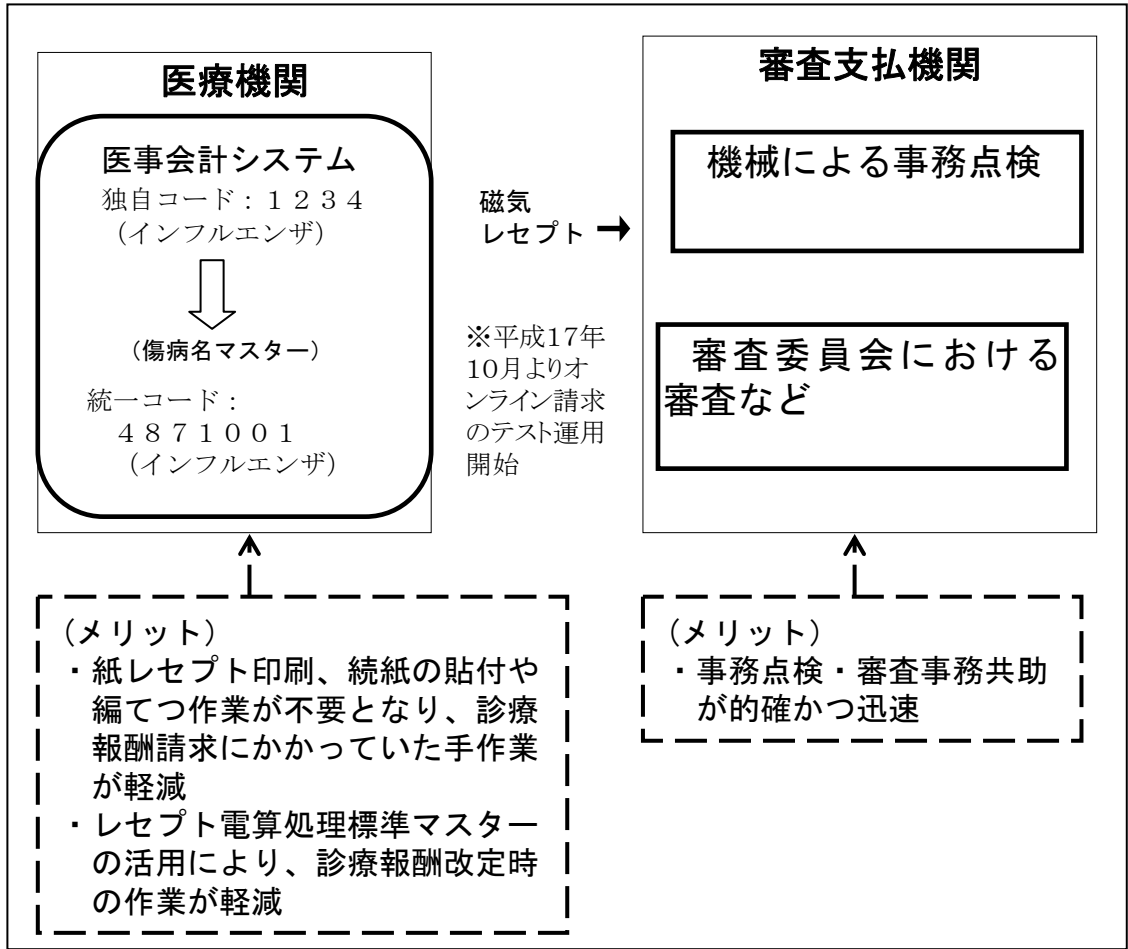 医療機関
医事会計システム
独自コード：１２３４
（インフルエンザ）
（傷病名マスター）
統一コード：
４８７１００１
（インフルエンザ）
磁気
レセプト
※平成17年
10月よりオ
ンライン請求
のテスト運用
開始
審査支払機関
機械による事務点検
審査委員会における
審査など
（メリット）
・紙レセプト印刷、続紙の貼付や
編てつ作業が不要となり、診療
報酬請求にかかっていた手作業
が軽減
・レセプト電算処理標準マスター
の活用により、診療報酬改定時
の作業が軽減
（メリット）
・事務点検・審査事務共助
が的確かつ迅速